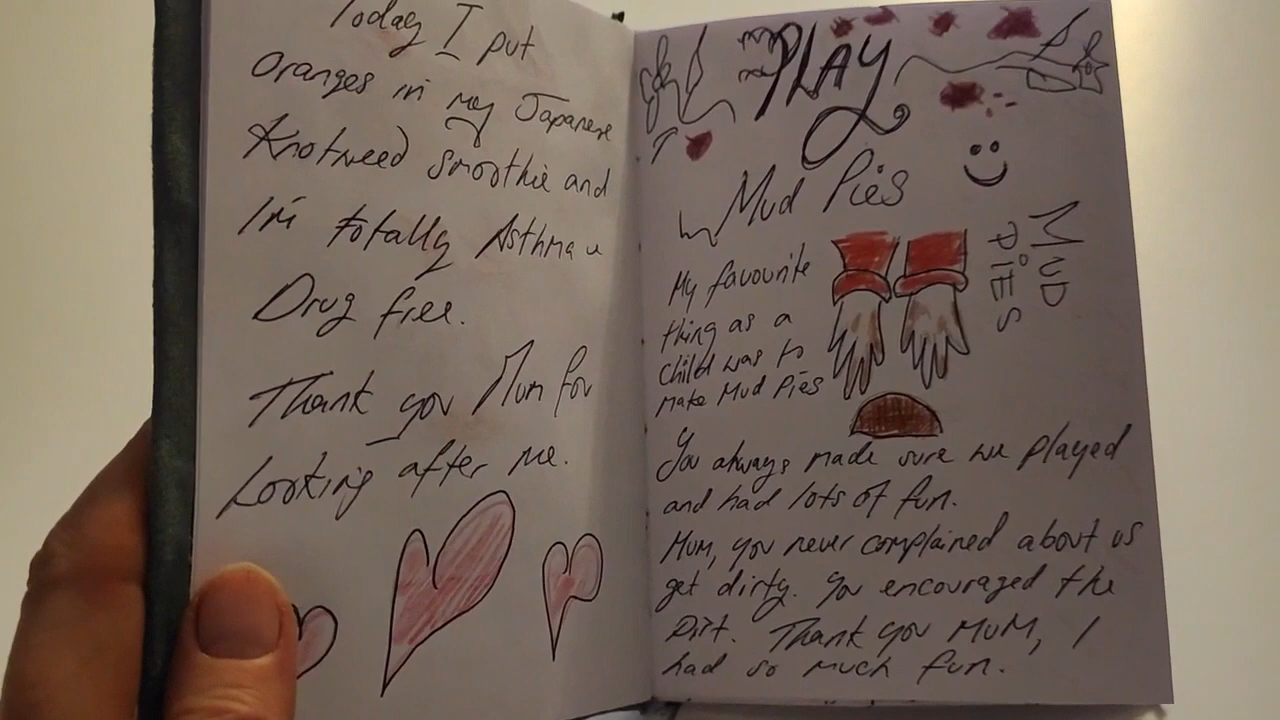 Today I put
Oranges in my Japanese
Knotweed smoothie and
I'm totally Asthma
Drug free.
Thank you Mum for
Looking after me.
PLAY
Mud Pies
MUD
PIES
My favourite
thing as a
child was to
make Mud Pies
You always made sure we played
and had lots of fun.
Mum, you never complained about us
get dirty. You encouraged the
Dirt. Thank you MUM, I
had so much fun.